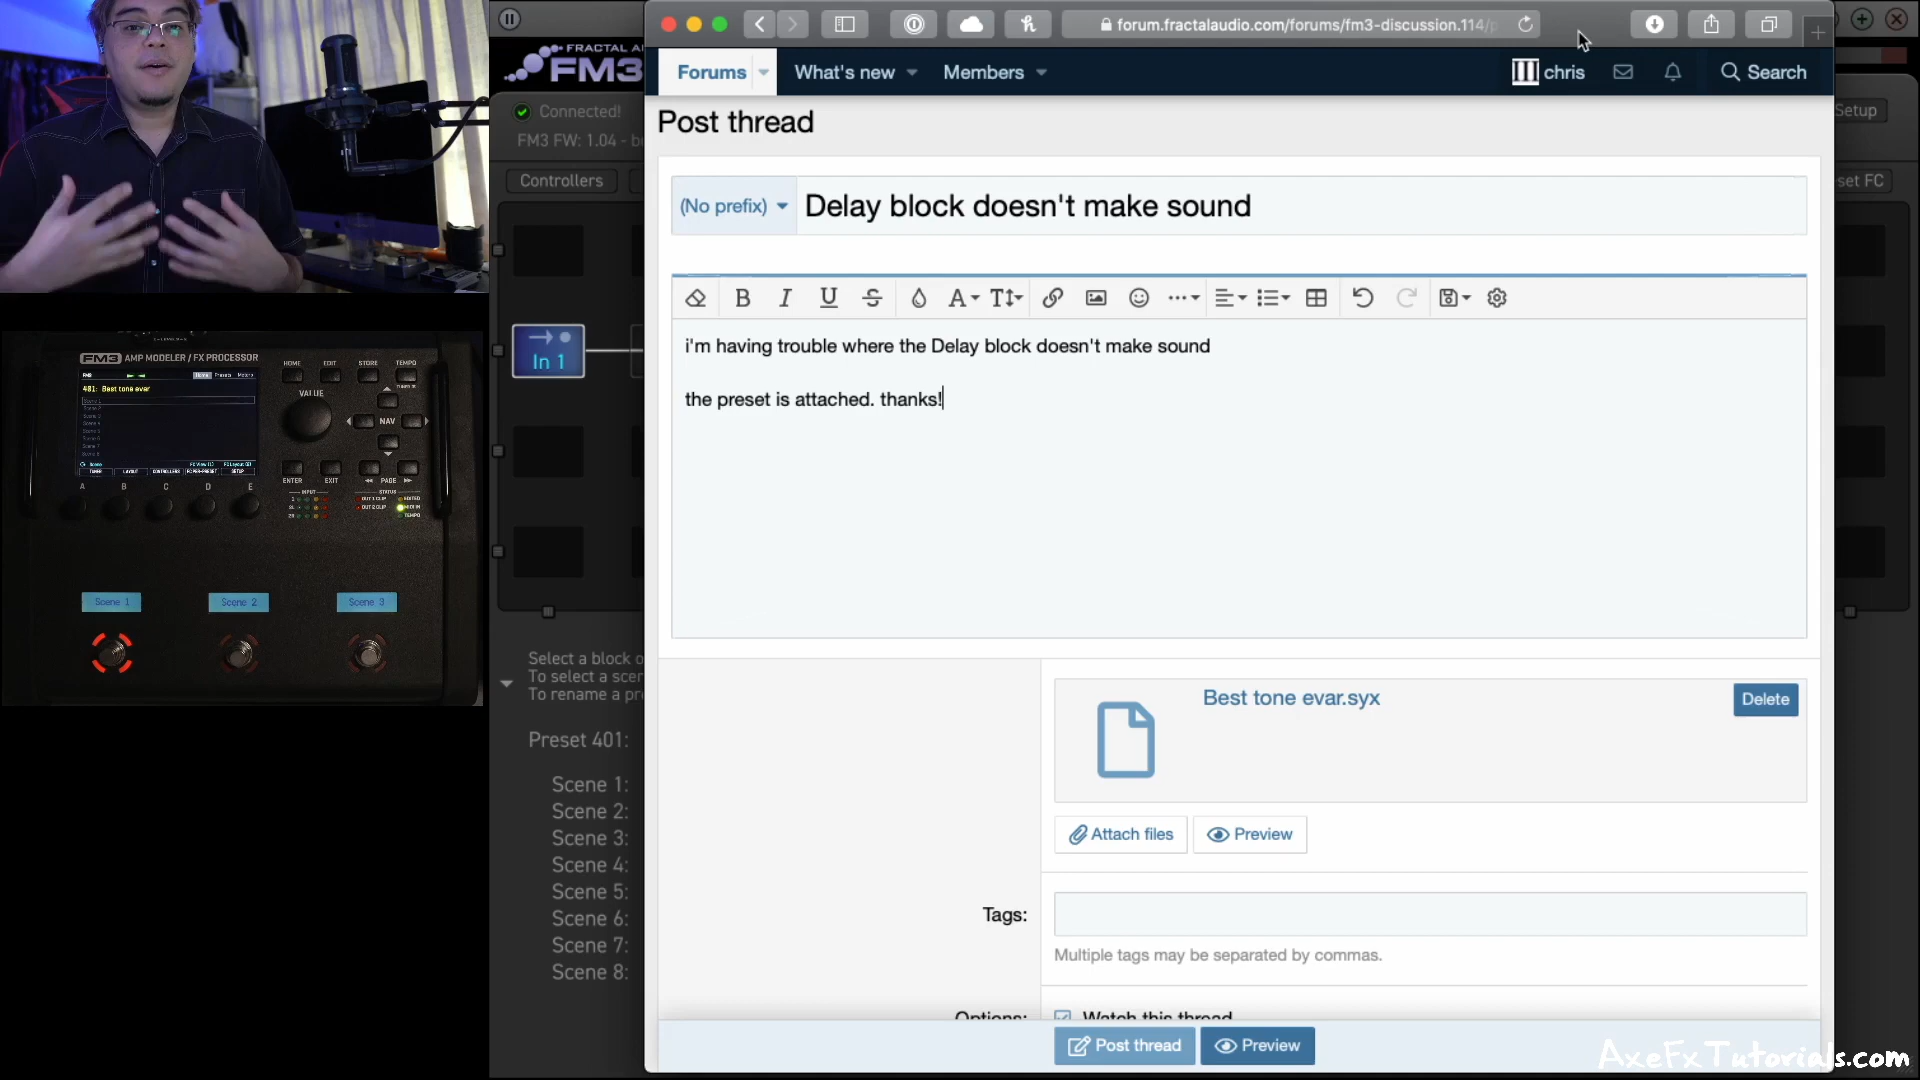 FRACTAL A
FM3
Connected!
FM3 FW: 1.04 - b
Controllers
In 1
Select a block o
To select a scen
To rename a pr
Preset 401:
Scene 1:
Scene 2:
Scene 3:
Scene 4:
Scene 5:
Scene 6:
Scene 7:
Scene 8:
forum.fractalaudio.com/forums/fm3-discussion.114/p
Forums
What's new
Members
chris
Search
Post thread
(No prefix)
Delay block doesn't make sound
i'm having trouble where the Delay block doesn't make sound
the preset is attached. thanks!
Best tone evar.syx
Delete
Attach files
Preview
Tags:
Multiple tags may be separated by commas.
Options:
Watch this thread
Post thread
Preview
Setup
set FC
FM3 AMP MODELER / FX PROCESSOR
401: Best tone evar
HOME
EDIT
STORE
TEMPO
VALUE
NAV
ENTER
EXIT
PAGE
A
B
C
D
E
INPUT
STATUS
Scene 1
Scene 2
Scene 3
AxeFxTutorials.com